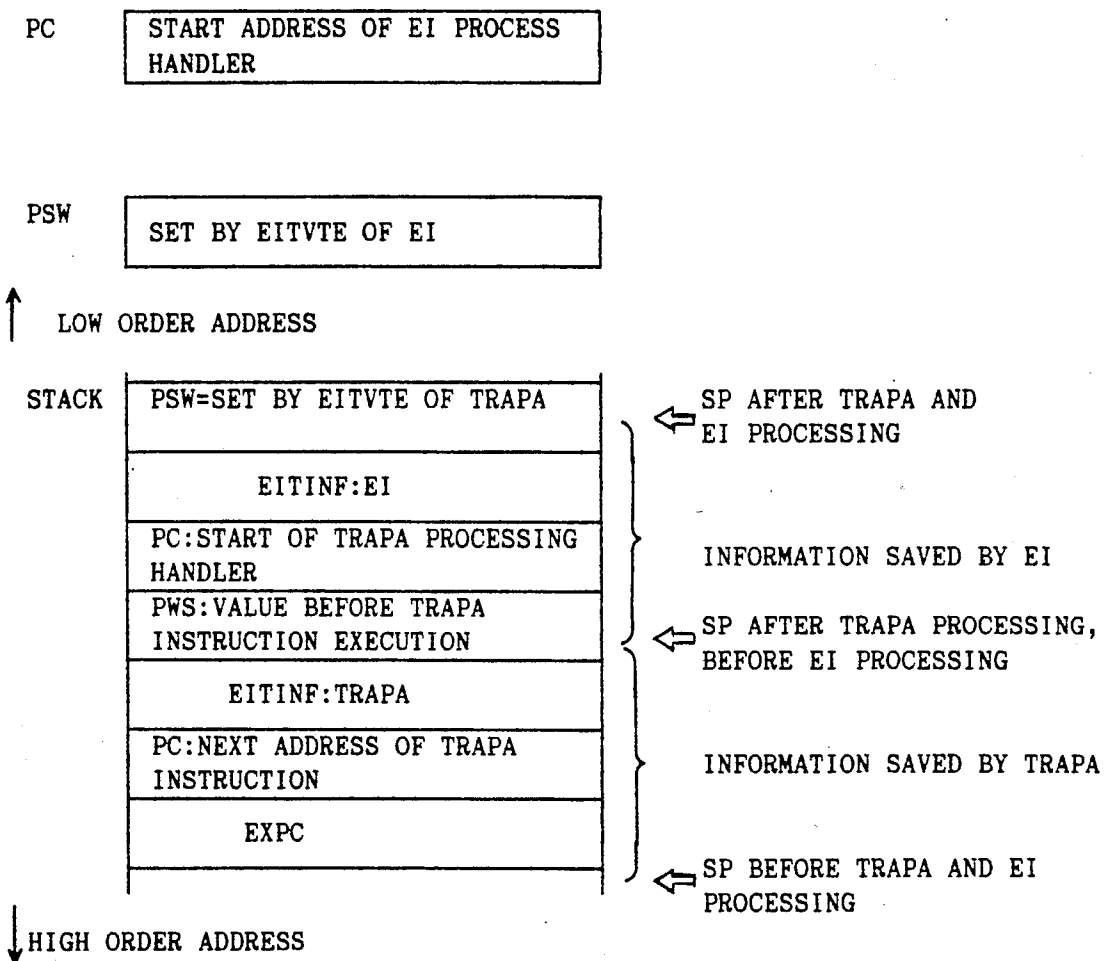 PC
START ADDRESS OF EI PROCESS
HANDLER
PSW
SET BY EITVTE OF EI
LOW ORDER ADDRESS
STACK
PSW=SET BY EITVTE OF TRAPA
SP AFTER TRAPA AND
EI PROCESSING
EITINF:EI
PC:START OF TRAPA PROCESSING
HANDLER
INFORMATION SAVED BY EI
PWS:VALUE BEFORE TRAPA
INSTRUCTION EXECUTION
SP AFTER TRAPA PROCESSING,
BEFORE EI PROCESSING
EITINF:TRAPA
PC:NEXT ADDRESS OF TRAPA
INSTRUCTION
INFORMATION SAVED BY TRAPA
EXPC
SP BEFORE TRAPA AND EI
PROCESSING
HIGH ORDER ADDRESS